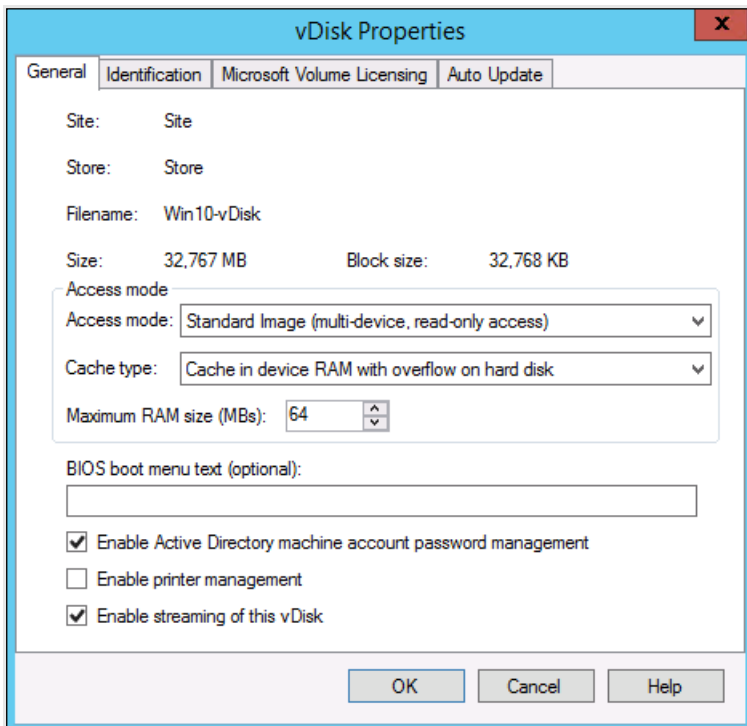 vDisk Properties
x
General Identification Microsoft Volume Licensing Auto Update
Site: Site
Store: Store
Filename: Win10-vDisk
Size: 32,767 MB Block size: 32,768 KB
Access mode
Access mode: Standard Image (multi-device, read-only access)
Cache type: Cache in device RAM with overflow on hard disk
Maximum RAM size (MBs): 64
BIOS boot menu text (optional):
Enable Active Directory machine account password management
Enable printer management
Enable streaming of this vDisk
OK Cancel Help